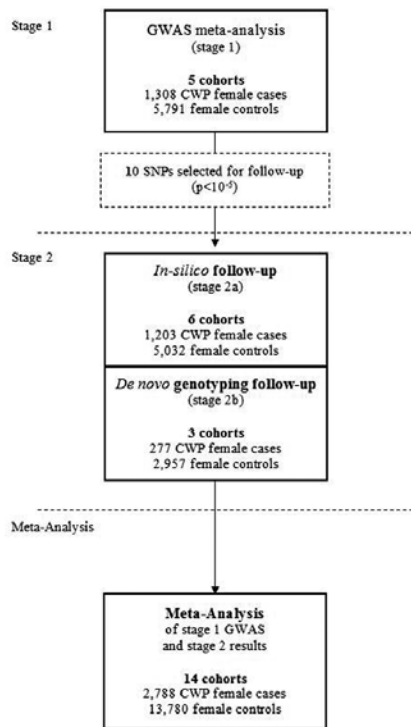 Stage 1
GWAS meta-analysis
(stage 1)
5 cohorts
1,308 CWP female cases
5,791 female controls
10 SNPs selected for follow-up
(p<10⁻⁵)
Stage 2
In-silico follow-up
(stage 2a)
6 cohorts
1,203 CWP female cases
5,032 female controls
De novo genotyping follow-up
(stage 2b)
3 cohorts
277 CWP female cases
2,957 female controls
Meta-Analysis
Meta-Analysis
of stage 1 GWAS
and stage 2 results
14 cohorts
2,788 CWP female cases
13,780 female controls